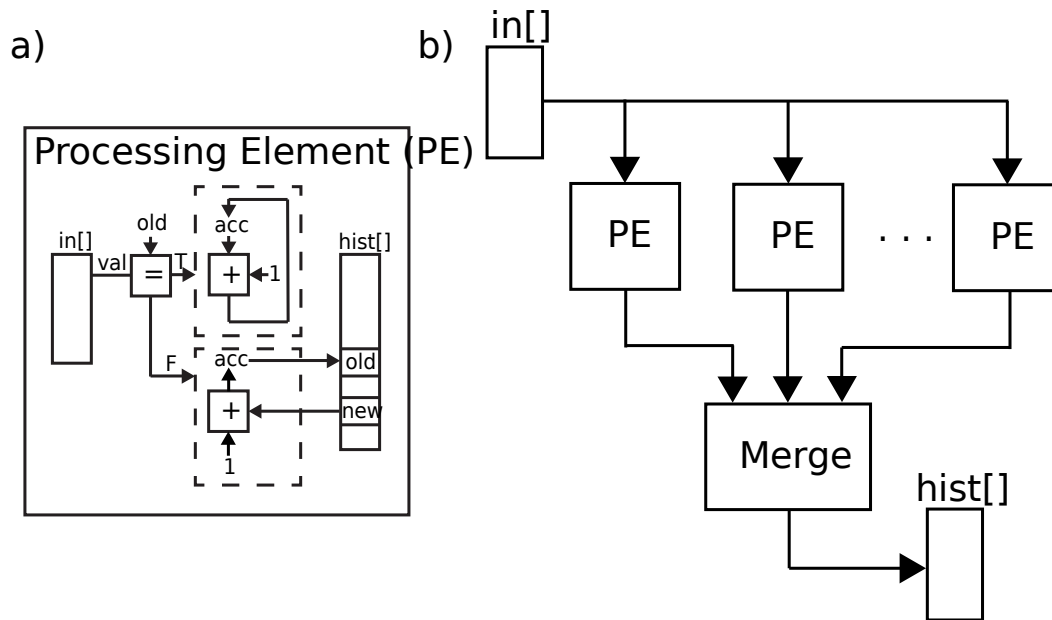 a)
Processing Element (PE)
old
in[]
val
=
T
acc
+
1
hist[]
F
acc
old
+
new
1
b)
in[]
PE
PE
. . .
PE
Merge
hist[]